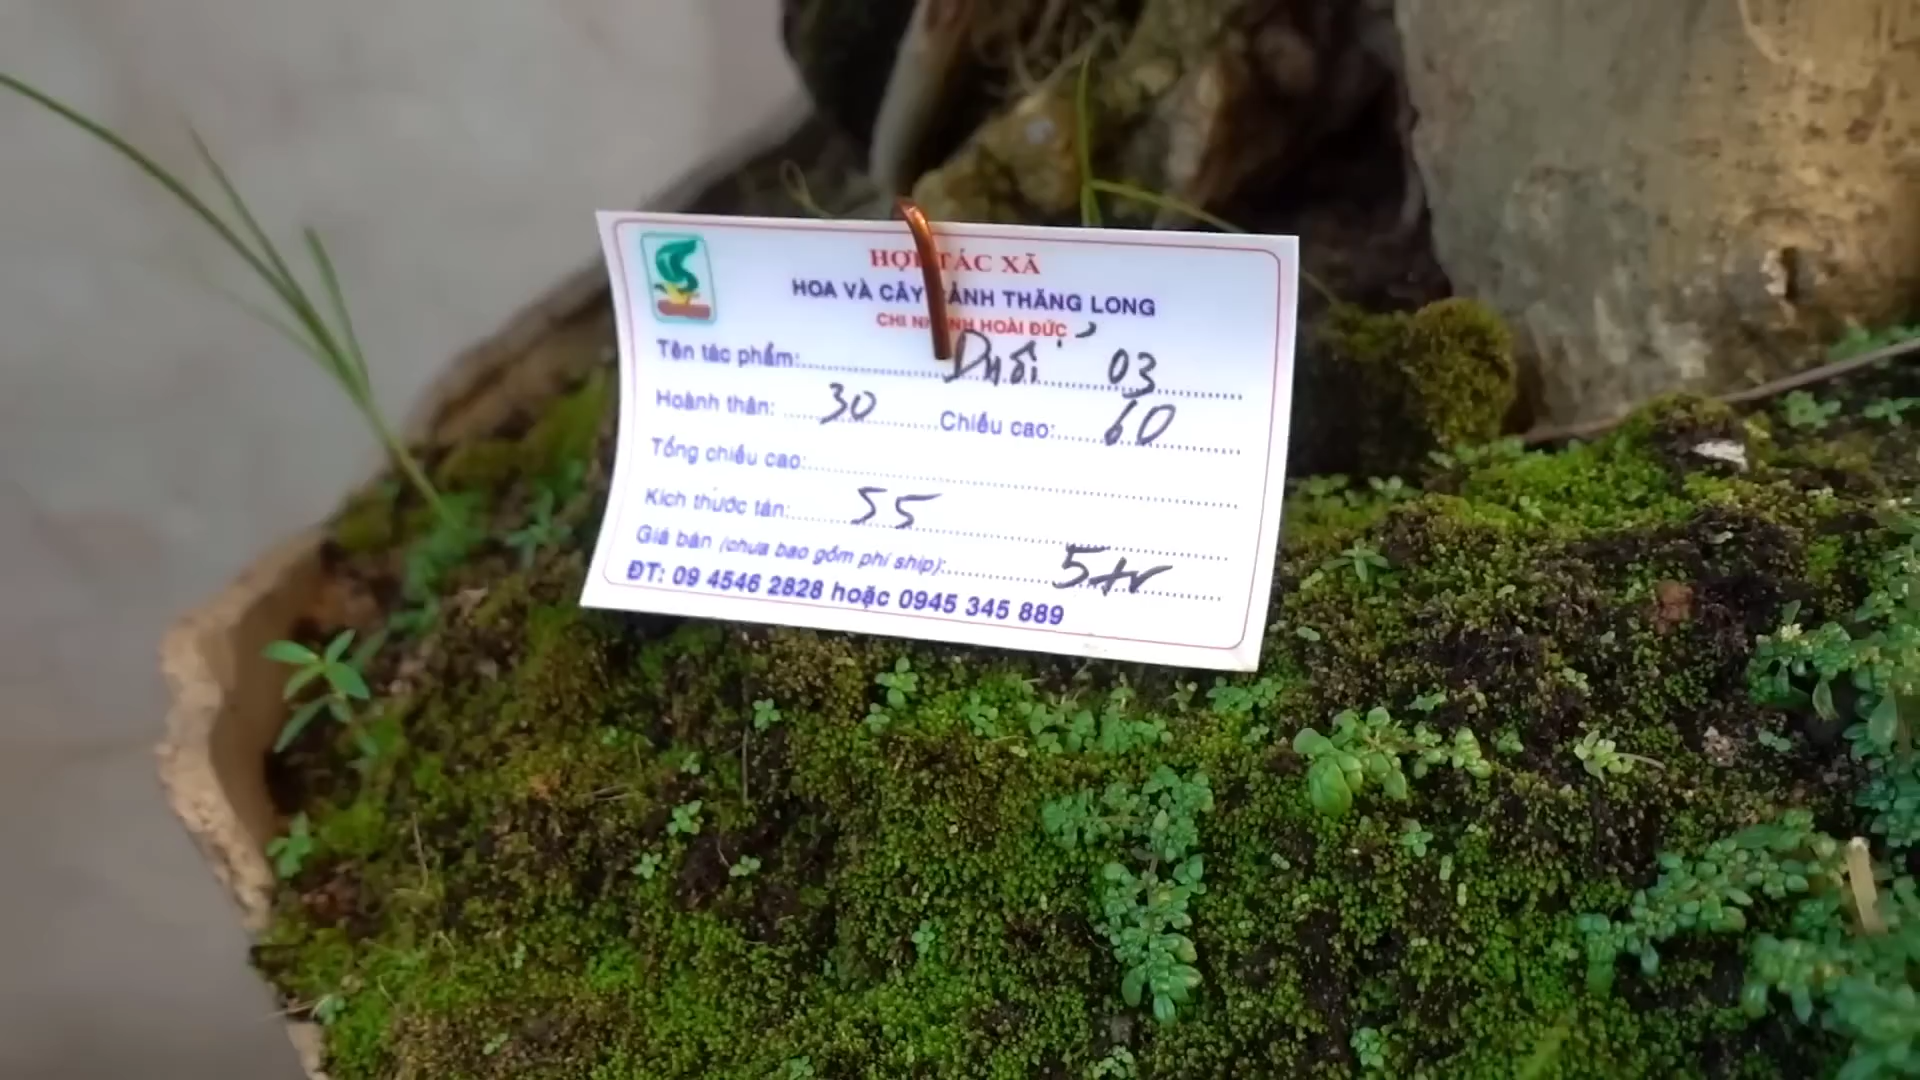 HỢP TÁC XÃ
HOA VÀ CÂY CẢNH THĂNG LONG
CHI NHÁNH HOÀI ĐỨC
Tên tác phẩm: Duối 03
Hoành thân: 30 Chiều cao: 60
Tổng chiều cao:
Kích thước tán: 55
Giá bán (chưa bao gồm phí ship): 5tr
ĐT: 09 4546 2828 hoặc 0945 345 889